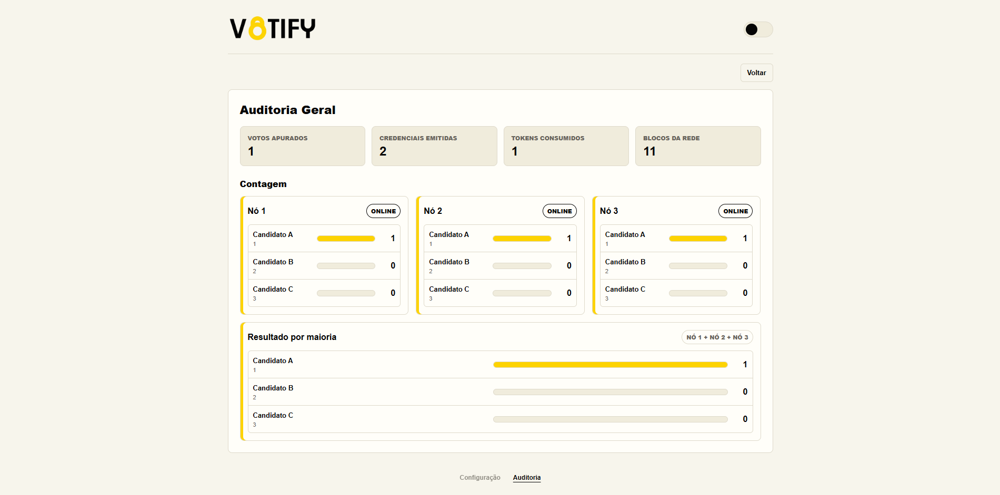 VOTIFY
Voltar
Auditoria Geral
VOTOS APURADOS
1
CREDENCIAIS EMITIDAS
2
TOKENS CONSUMIDOS
1
BLOCOS DA REDE
11
Contagem
Nó 1
ONLINE
Candidato A
1
1
Candidato B
2
0
Candidato C
3
0
Nó 2
ONLINE
Candidato A
1
1
Candidato B
2
0
Candidato C
3
0
Nó 3
ONLINE
Candidato A
1
1
Candidato B
2
0
Candidato C
3
0
Resultado por maioria
NÓ 1 + NÓ 2 + NÓ 3
Candidato A
1
1
Candidato B
2
0
Candidato C
3
0
Configuração
Auditoria